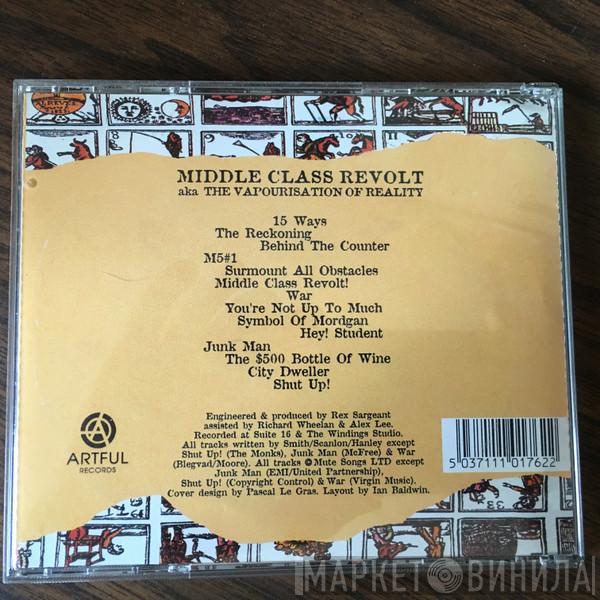 MIDDLE CLASS REVOLT
aka THE VAPOURISATION OF REALITY
15 Ways
The Reckoning
Behind The Counter
M5#1
Surmount All Obstacles
Middle Class Revolt!
War
You're Not Up To Much
Symbol Of Mordgan
Hey! Student
Junk Man
The $500 Bottle Of Wine
City Dweller
Shut Up!
Engineered & produced by Rex Sargeant
assisted by Richard Wheelan & Alex Lee.
Recorded at Suite 16 & The Windings Studio.
All tracks written by Smith/Scanlon/Hanley except
Shut Up! (The Monks), Junk Man (McFree) & War
(Blegvad/Moore). All tracks ℗ Mute Songs LTD except
Junk Man (EMI/United Partnership),
Shut Up! (Copyright Control) & War (Virgin Music).
Cover design by Pascal Le Gras. Layout by Ian Baldwin.
ARTFUL
RECORDS
5 037111 017622
МАРКЕТ ВИНИЛА